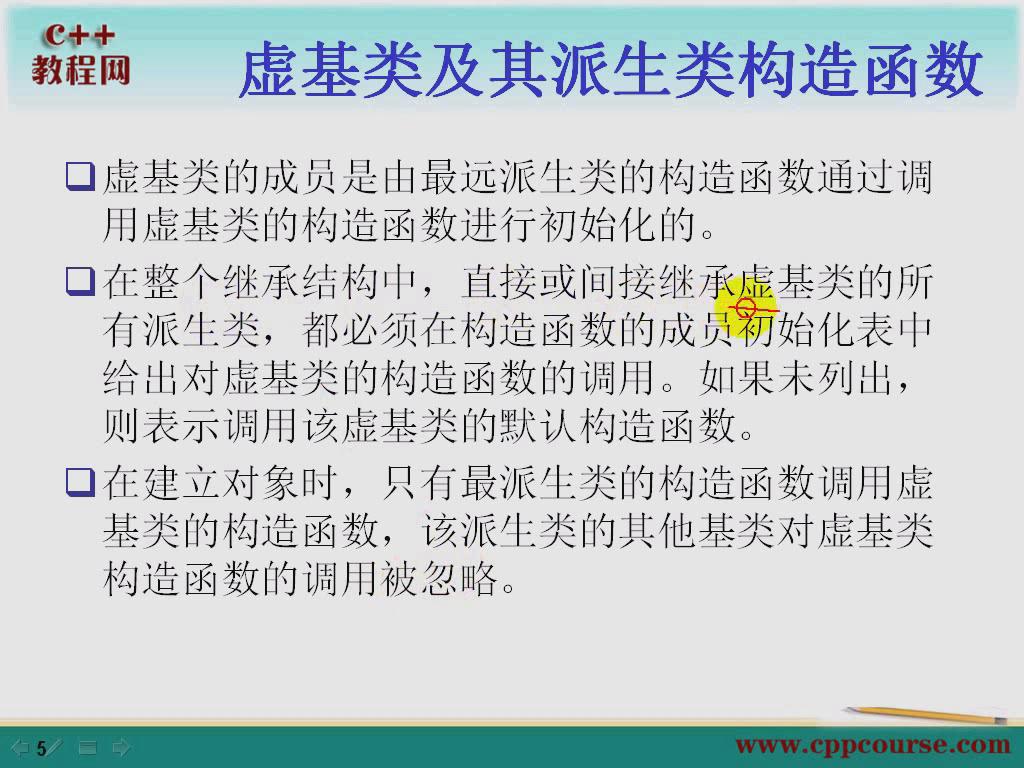 C++
教程网
虚基类及其派生类构造函数
虚基类的成员是由最远派生类的构造函数通过调
用虚基类的构造函数进行初始化的。
在整个继承结构中，直接或间接继承虚基类的所
有派生类，都必须在构造函数的成员初始化表中
给出对虚基类的构造函数的调用。如果未列出，
则表示调用该虚基类的默认构造函数。
在建立对象时，只有最派生类的构造函数调用虚
基类的构造函数，该派生类的其他基类对虚基类
构造函数的调用被忽略。
5
www.cppcourse.com